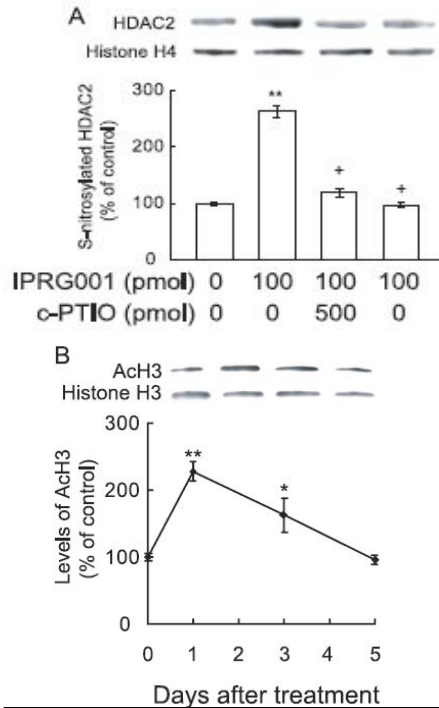 A
HDAC2
Histone H4
300
**
200
+
+
100
0
S-nitrosylated HDAC2
(% of control)
IPRG001 (pmol) 0 100 100 100
c-PTIO (pmol) 0 0 500 0
B
AcH3
Histone H3
300
**
200
*
100
0
Levels of AcH3
(% of control)
0 1 2 3 4 5
Days after treatment